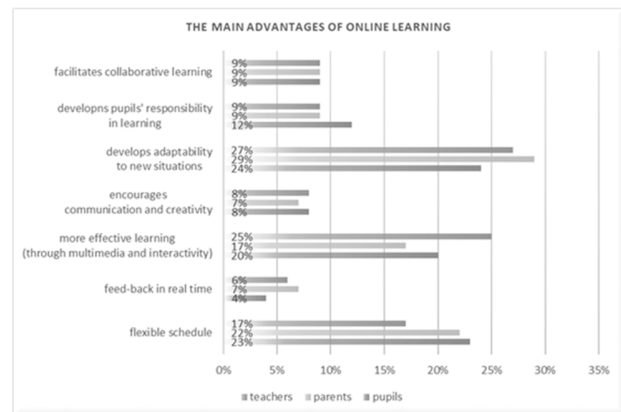 THE MAIN ADVANTAGES OF ONLINE LEARNING
facilitates collaborative learning
9%
9%
9%
developns pupils' responsibility
in learning
9%
9%
12%
develops adaptability
to new situations
27%
29%
24%
encourages
communication and creativity
8%
7%
8%
more effective learning
(through multimedia and interactivity)
25%
17%
20%
feed-back in real time
6%
7%
4%
flexible schedule
17%
22%
23%
0% 5% 10% 15% 20% 25% 30% 35%
teachers parents pupils